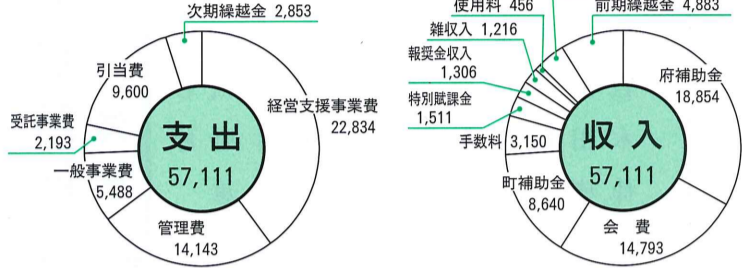 次期繰越金 2,853
引当費
9,600
経営支援事業費
22,834
受託事業費
2,193
支出
57,111
一般事業費
5,488
管理費
14,143
使用料 456
前期繰越金 4,883
雑収入 1,216
報奨金収入
1,306
府補助金
18,854
特別賦課金
1,511
手数料 3,150
収入
57,111
町補助金
8,640
会費
14,793